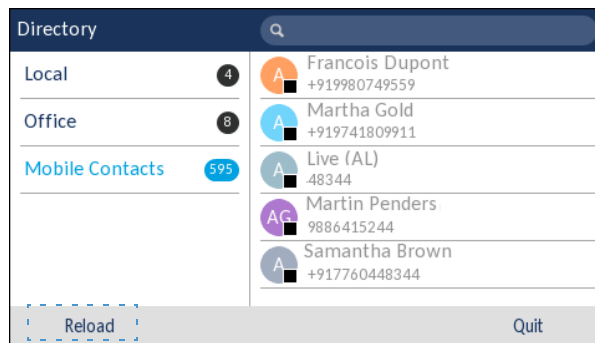 Directory
Local 4
Office 8
Mobile Contacts 595
A Francois Dupont
+919980749559
A Martha Gold
+919741809911
A Live (AL)
48344
AG Martin Penders
9886415244
A Samantha Brown
+917760448344
Reload
Quit